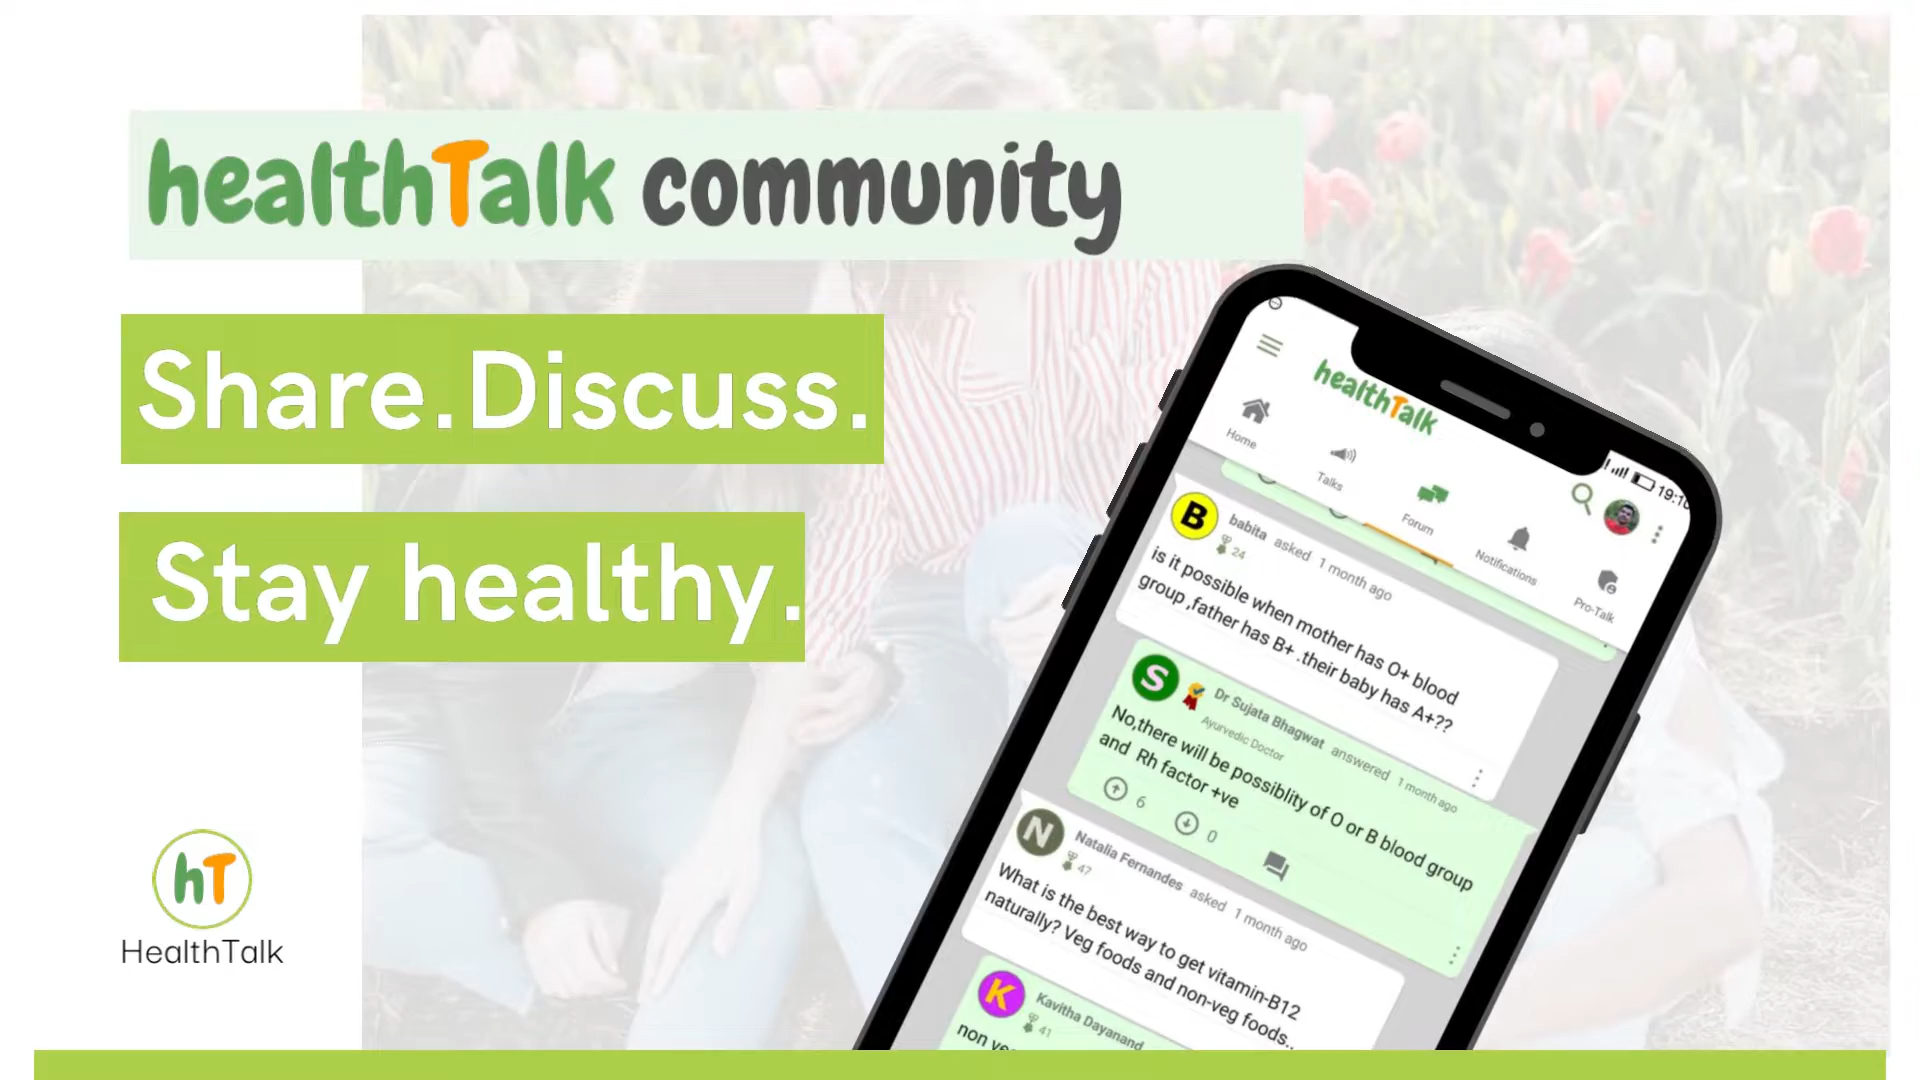 healthTalk community
Share.Discuss.
Stay healthy.
hT
HealthTalk
19:10
healthTalk
Home
Talks
Forum
Notifications
Pro-Talk
B
babita asked 1 month ago
24
is it possible when mother has O+ blood
group ,father has B+ .their baby has A+??
S
Dr Sujata Bhagwat answered 1 month ago
Ayurvedic Doctor
No,there will be possiblity of O or B blood group
and Rh factor +ve
6
0
N
Natalia Fernandes asked 1 month ago
47
What is the best way to get vitamin-B12
naturally? Veg foods and non-veg foods..
K
Kavitha Dayanand
41
non